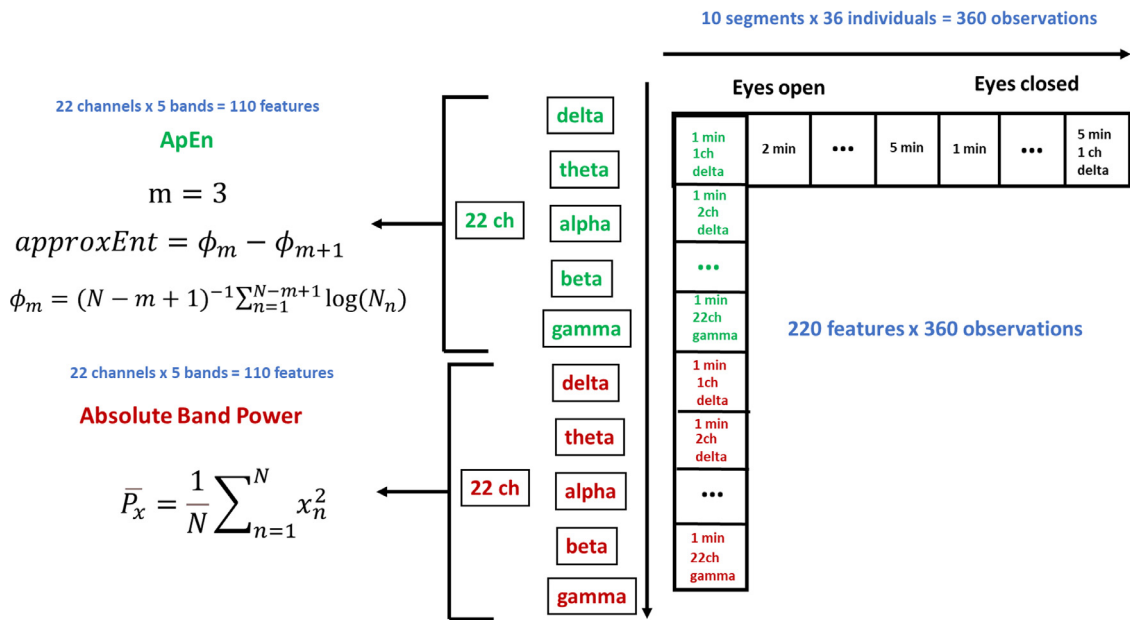 10 segments x 36 individuals = 360 observations
22 channels x 5 bands = 110 features
ApEn
m = 3
approxEnt = ϕ_m − ϕ_{m+1}
ϕ_m = (N − m + 1)^{−1} ∑_{n=1}^{N−m+1} log(N_n)
22 channels x 5 bands = 110 features
Absolute Band Power
P̅_x = 1/N ∑_{n=1}^{N} x_n^2
22 ch
22 ch
delta
theta
alpha
beta
gamma
delta
theta
alpha
beta
gamma
Eyes open
Eyes closed
1 min
1ch
delta
2 min
•••
5 min
1 min
•••
5 min
1 ch
delta
1 min
2ch
delta
•••
1 min
22ch
gamma
1 min
1ch
delta
1 min
2ch
delta
•••
1 min
22ch
gamma
220 features x 360 observations